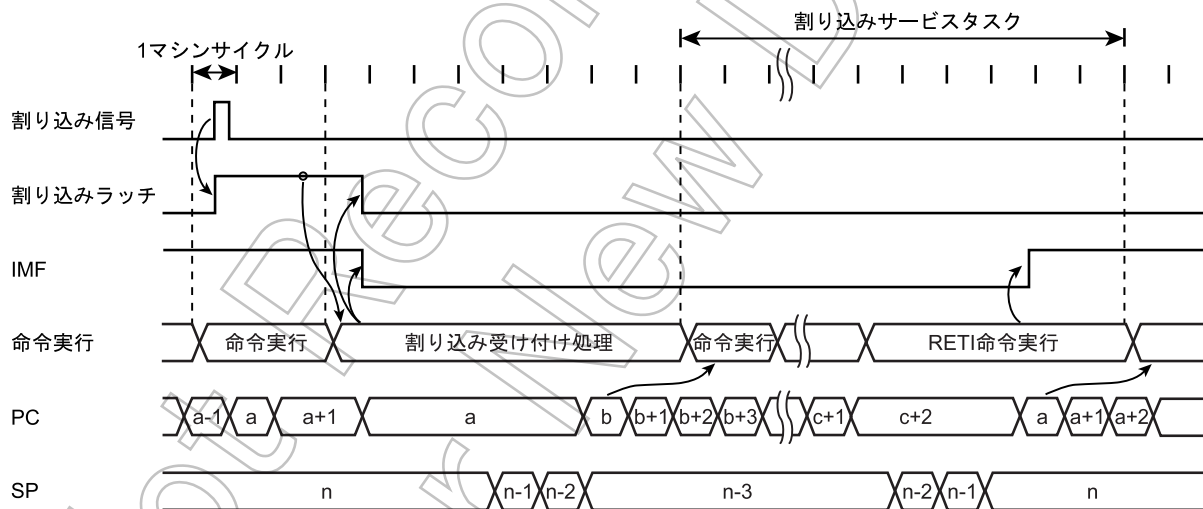 割り込みサービスタスク
1マシンサイクル
割り込み信号
割り込みラッチ
IMF
命令実行 命令実行 割り込み受け付け処理 命令実行 RETI命令実行
PC a-1 a a+1 a b b+1 b+2 b+3 c+1 c+2 a a+1 a+2
SP n n-1 n-2 n-3 n-2 n-1 n